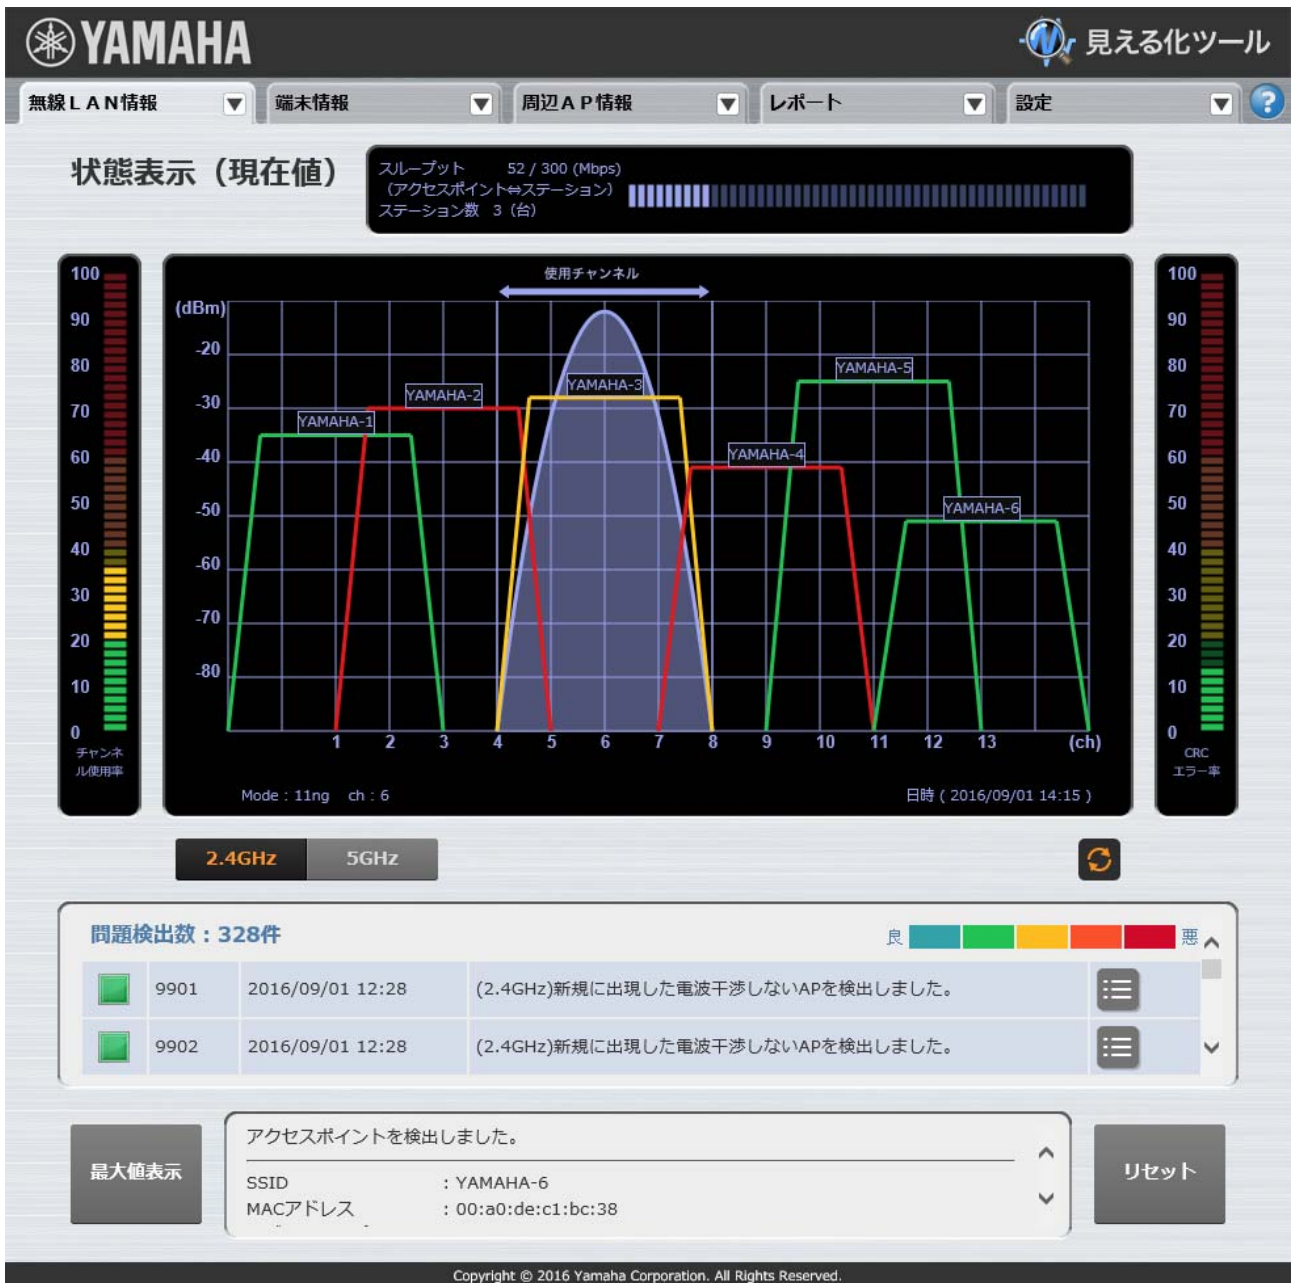 YAMAHA
見える化ツール
無線ＬＡＮ情報
端末情報
周辺ＡＰ情報
レポート
設定
?
状態表示（現在値）
スループット 52 / 300 (Mbps)
（アクセスポイント⇔ステーション）
ステーション数 3（台）
100
90
80
70
60
50
40
30
20
10
0
チャンネ
ル使用率
使用チャンネル
(dBm)
-20
-30
-40
-50
-60
-70
-80
YAMAHA-1
YAMAHA-2
YAMAHA-3
YAMAHA-4
YAMAHA-5
YAMAHA-6
1 2 3 4 5 6 7 8 9 10 11 12 13 (ch)
Mode : 11ng ch : 6
日時 ( 2016/09/01 14:15 )
100
90
80
70
60
50
40
30
20
10
0
CRC
エラー率
2.4GHz
5GHz
問題検出数：328件
良
悪
9901 2016/09/01 12:28 (2.4GHz)新規に出現した電波干渉しないAPを検出しました。
9902 2016/09/01 12:28 (2.4GHz)新規に出現した電波干渉しないAPを検出しました。
最大値表示
アクセスポイントを検出しました。
SSID : YAMAHA-6
MACアドレス : 00:a0:de:c1:bc:38
リセット
Copyright © 2016 Yamaha Corporation. All Rights Reserved.